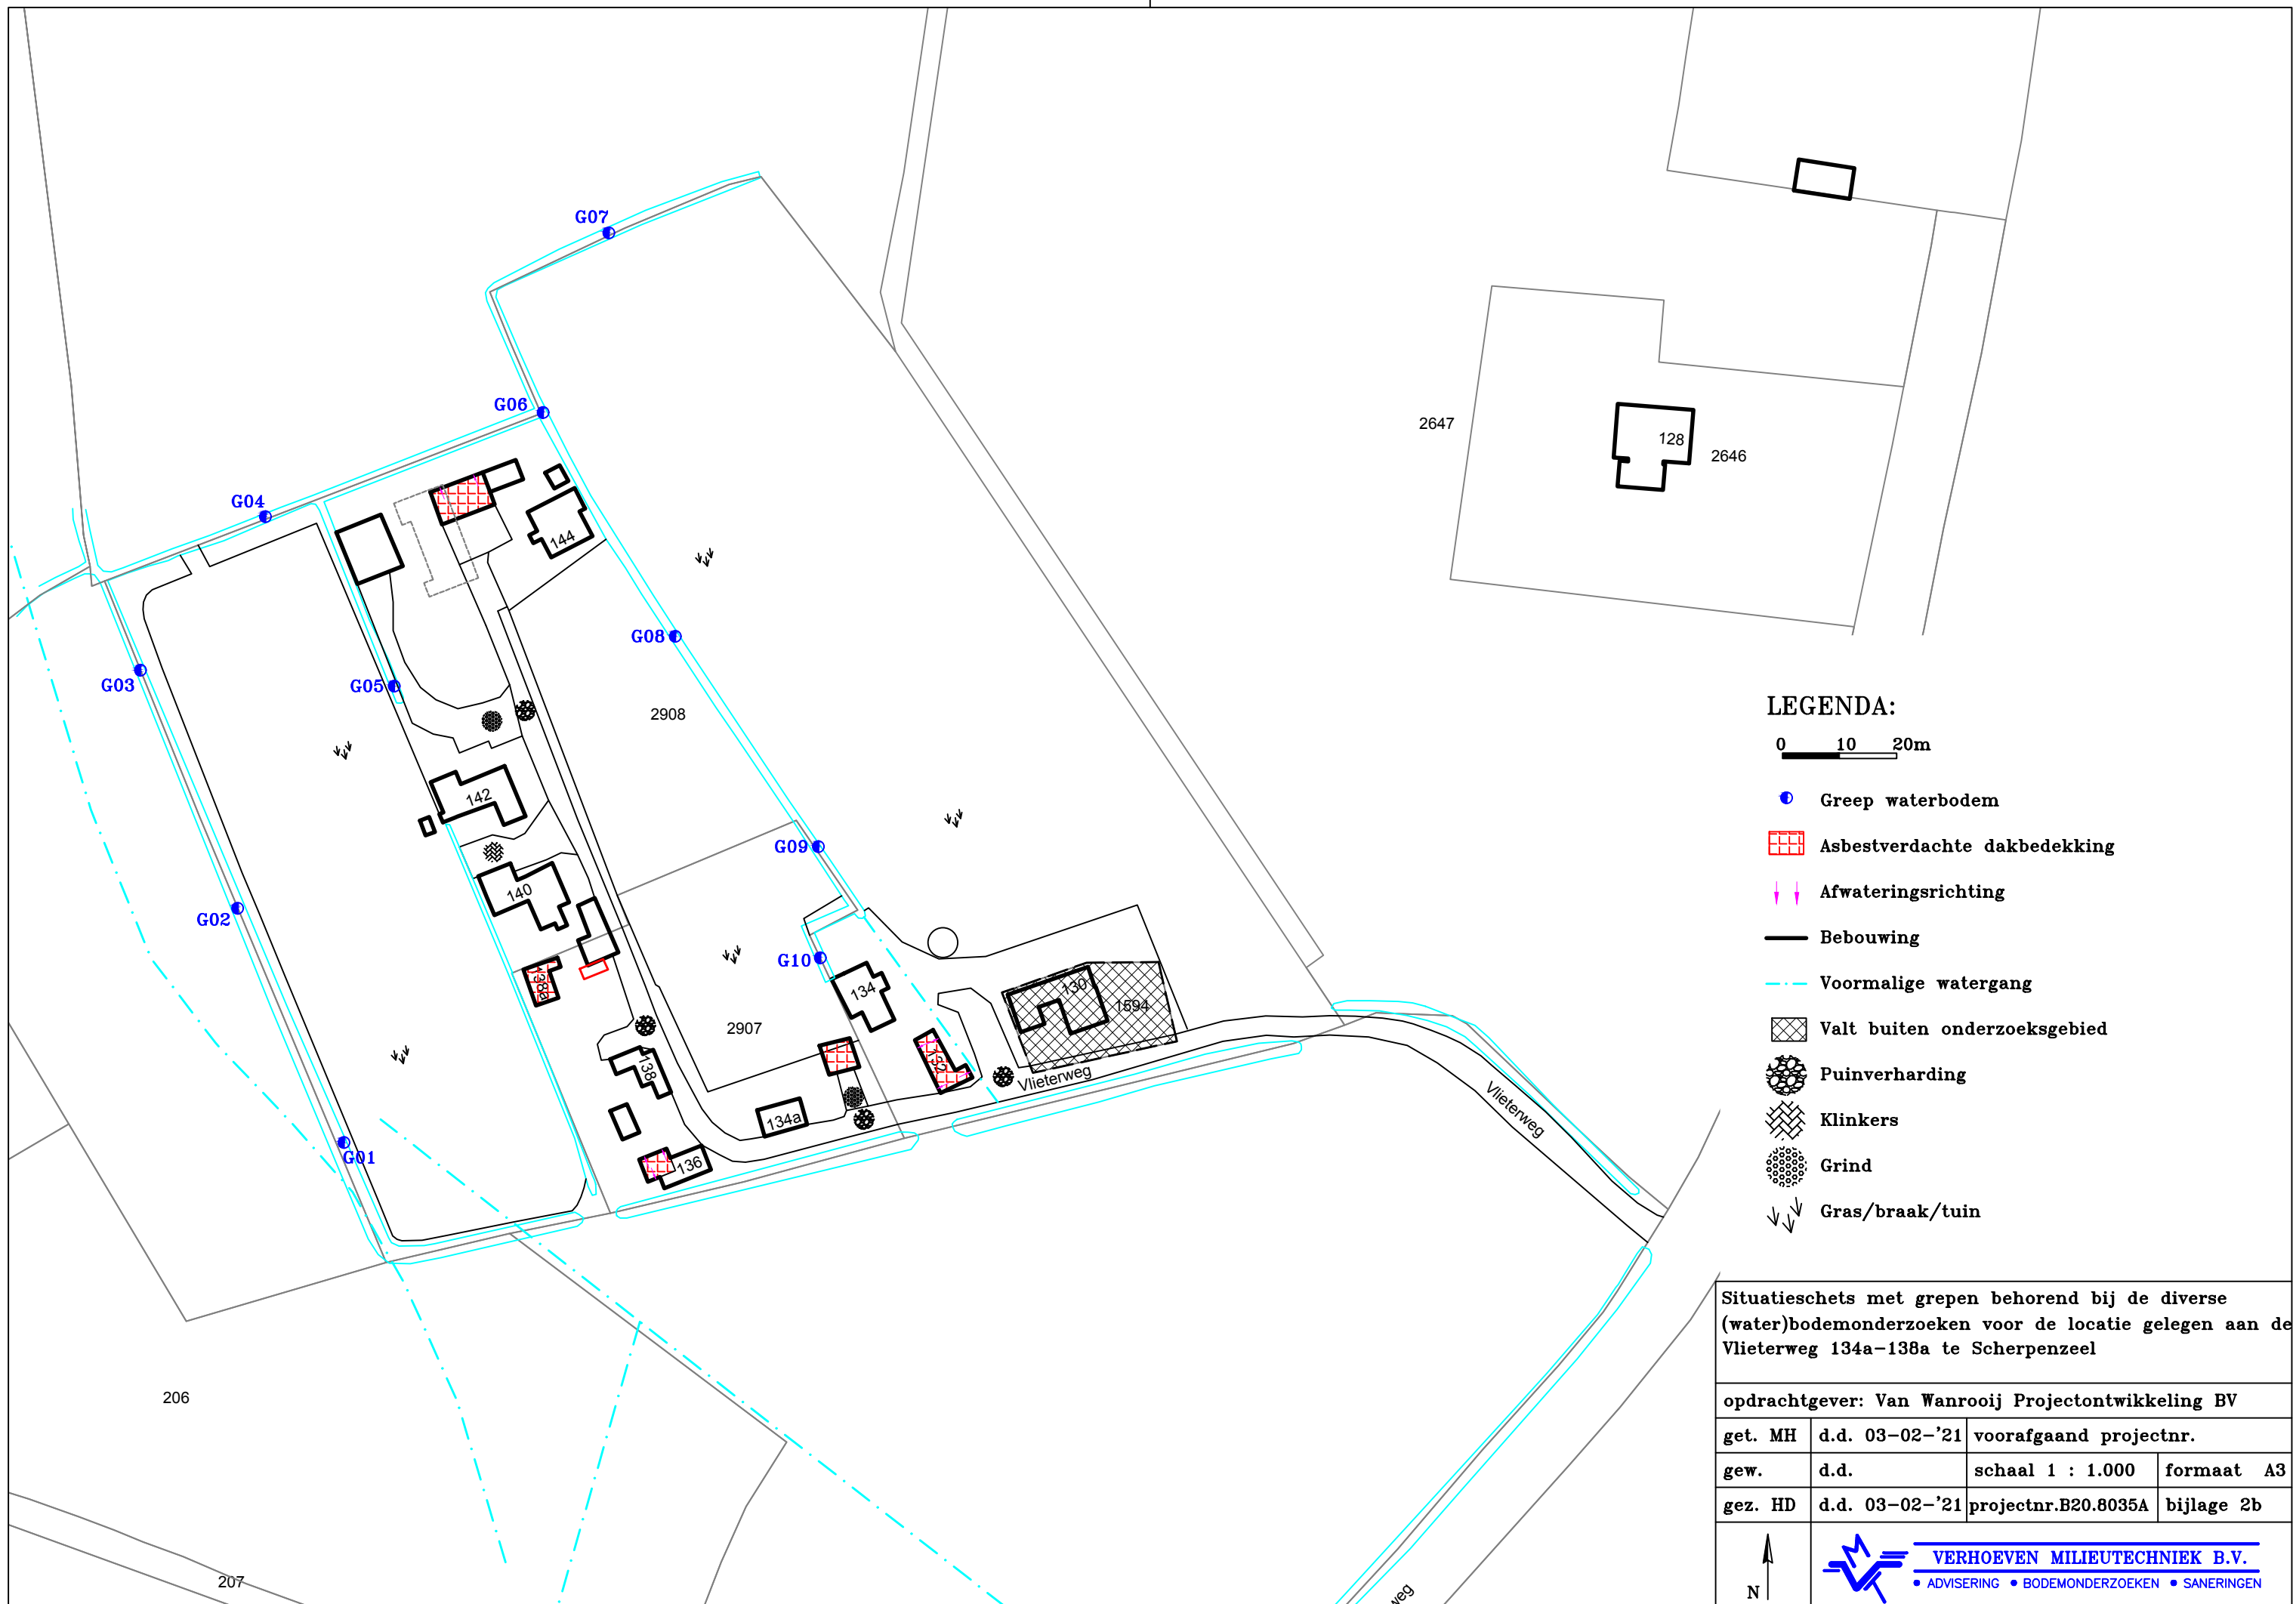 G07
G06
2647
128
2646
G04
144
G08
G03
G05
2908
LEGENDA:
0 10 20m
142
Greep waterbodem
G09
Asbestverdachte dakbedekking
140
Afwateringsrichting
G02
Bebouwing
G10
138a
134
130
Voormalige watergang
1594
2907
Valt buiten onderzoeksgebied
132
138
Vlieterweg
Puinverharding
Vlieterweg
134a
Klinkers
G01
136
Grind
Gras/braak/tuin
Situatieschets met grepen behorend bij de diverse
(water)bodemonderzoeken voor de locatie gelegen aan de
Vlieterweg 134a-138a te Scherpenzeel
206
opdrachtgever: Van Wanrooij Projectontwikkeling BV
get. MH d.d. 03-02-'21 voorafgaand projectnr.
gew. d.d. schaal 1 : 1.000 formaat A3
gez. HD d.d. 03-02-'21 projectnr.B20.8035A bijlage 2b
207
VERHOEVEN MILIEUTECHNIEK B.V.
• ADVISERING • BODEMONDERZOEKEN • SANERINGEN
N
weg